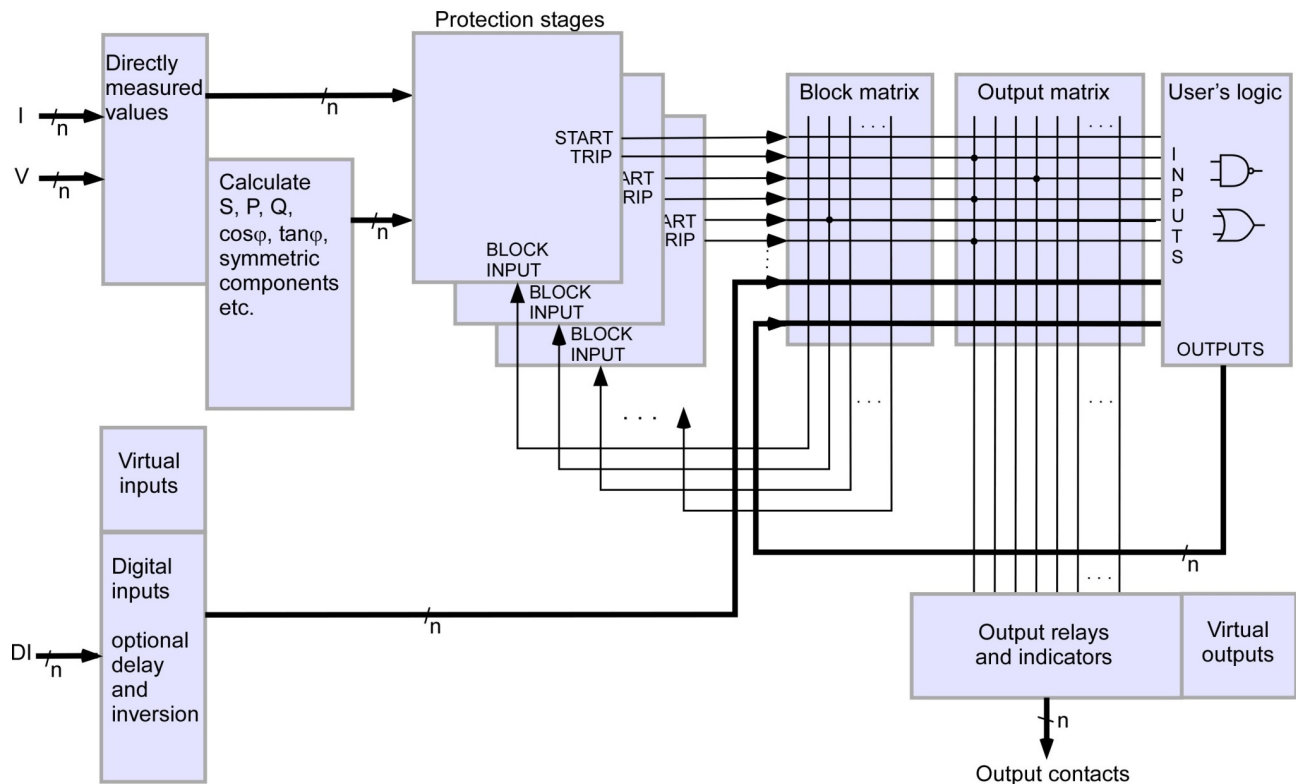 Protection stages
Directly
measured
values
n
I
n
V
n
Calculate
S, P, Q,
cosφ, tanφ,
symmetric
components
etc.
n
START
TRIP
ART
RIP
ART
RIP
BLOCK
INPUT
BLOCK
INPUT
BLOCK
INPUT
Block matrix
Output matrix
User's logic
I
N
P
U
T
S
OUTPUTS
Virtual
inputs
Digital
inputs
optional
delay
and
inversion
DI
n
n
n
Output relays
and indicators
Virtual
outputs
n
Output contacts